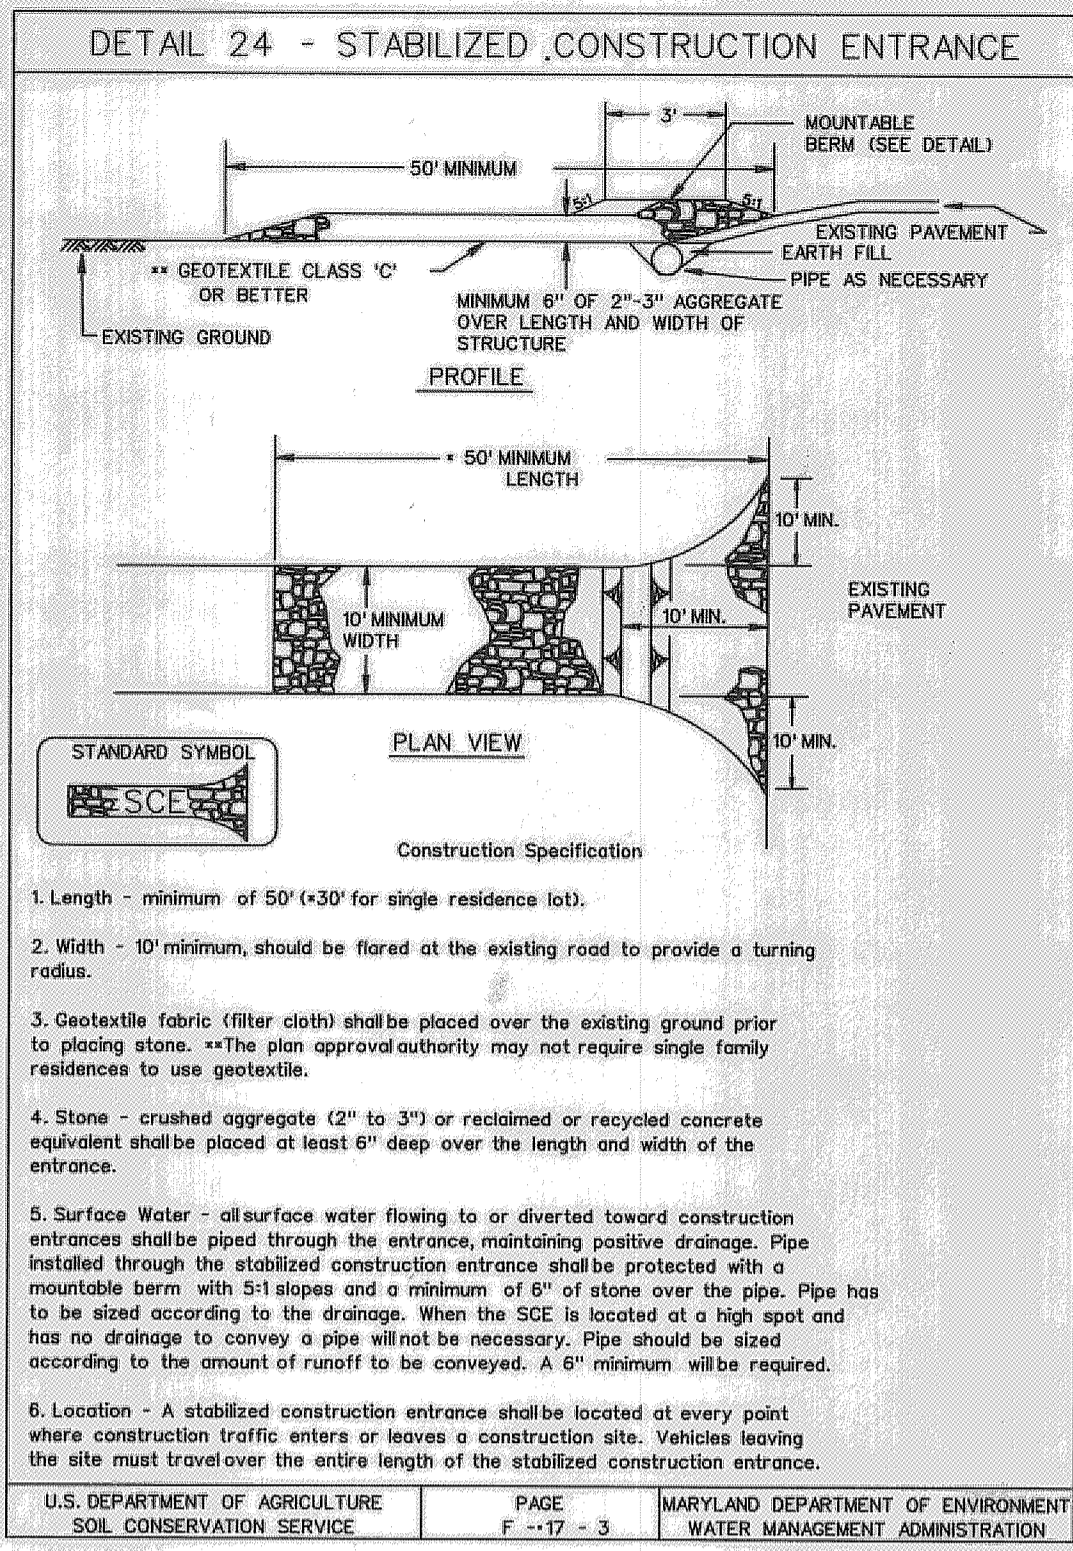 DETAIL 24 - STABILIZED CONSTRUCTION ENTRANCE
3'
MOUNTABLE
BERM (SEE DETAIL)
50' MINIMUM
5:1
5:1
EXISTING PAVEMENT
EARTH FILL
** GEOTEXTILE CLASS 'C'
OR BETTER
PIPE AS NECESSARY
MINIMUM 6" OF 2"-3" AGGREGATE
OVER LENGTH AND WIDTH OF
STRUCTURE
EXISTING GROUND
PROFILE
* 50' MINIMUM
LENGTH
10' MIN.
EXISTING
PAVEMENT
10' MINIMUM
WIDTH
10' MIN.
PLAN VIEW
10' MIN.
STANDARD SYMBOL
SCE
Construction Specification
1. Length - minimum of 50' (*30' for single residence lot).
2. Width - 10' minimum, should be flared at the existing road to provide a turning
radius.
3. Geotextile fabric (filter cloth) shall be placed over the existing ground prior
to placing stone. **The plan approval authority may not require single family
residences to use geotextile.
4. Stone - crushed aggregate (2" to 3") or reclaimed or recycled concrete
equivalent shall be placed at least 6" deep over the length and width of the
entrance.
5. Surface Water - all surface water flowing to or diverted toward construction
entrances shall be piped through the entrance, maintaining positive drainage. Pipe
installed through the stabilized construction entrance shall be protected with a
mountable berm with 5:1 slopes and a minimum of 6" of stone over the pipe. Pipe has
to be sized according to the drainage. When the SCE is located at a high spot and
has no drainage to convey a pipe will not be necessary. Pipe should be sized
according to the amount of runoff to be conveyed. A 6" minimum will be required.
6. Location - A stabilized construction entrance shall be located at every point
where construction traffic enters or leaves a construction site. Vehicles leaving
the site must travel over the entire length of the stabilized construction entrance.
U.S. DEPARTMENT OF AGRICULTURE
SOIL CONSERVATION SERVICE
PAGE
F - 17 - 3
MARYLAND DEPARTMENT OF ENVIRONMENT
WATER MANAGEMENT ADMINISTRATION